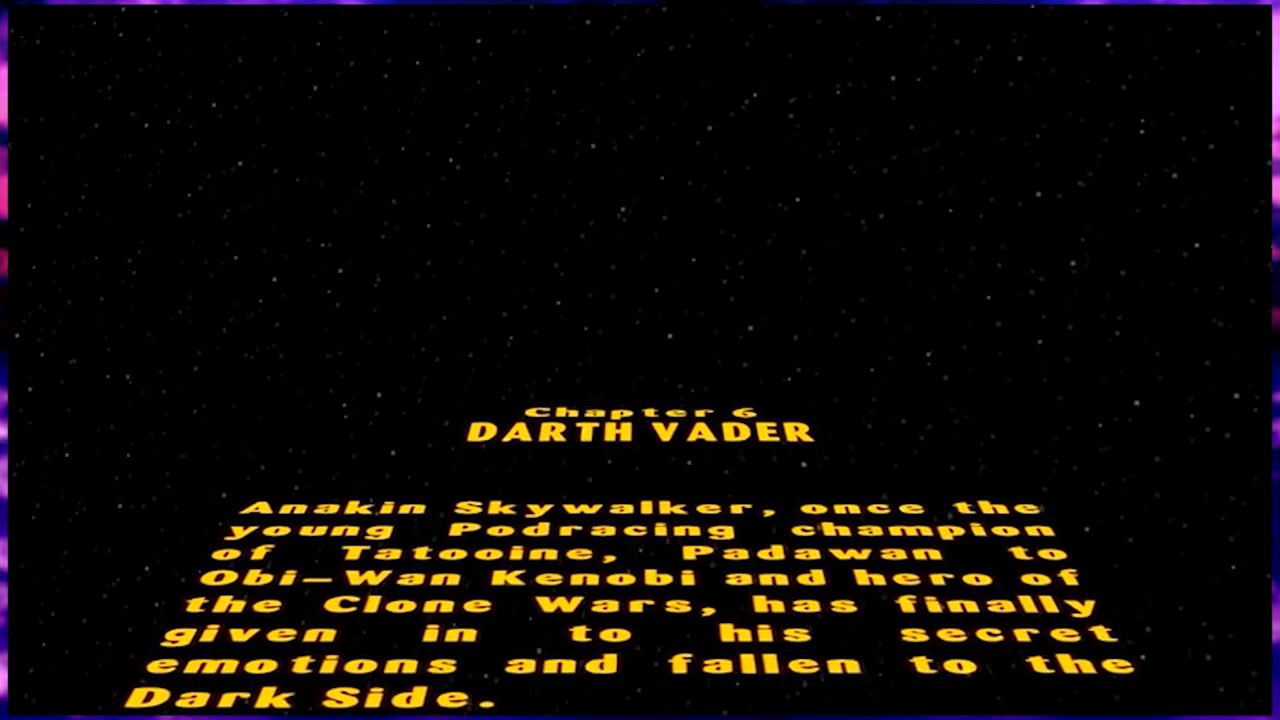 Chapter 6
DARTH VADER
Anakin Skywalker, once the
young Podracing champion
of Tatooine, Padawan to
Obi-Wan Kenobi and hero of
the Clone Wars, has finally
given in to his secret
emotions and fallen to the
Dark Side.